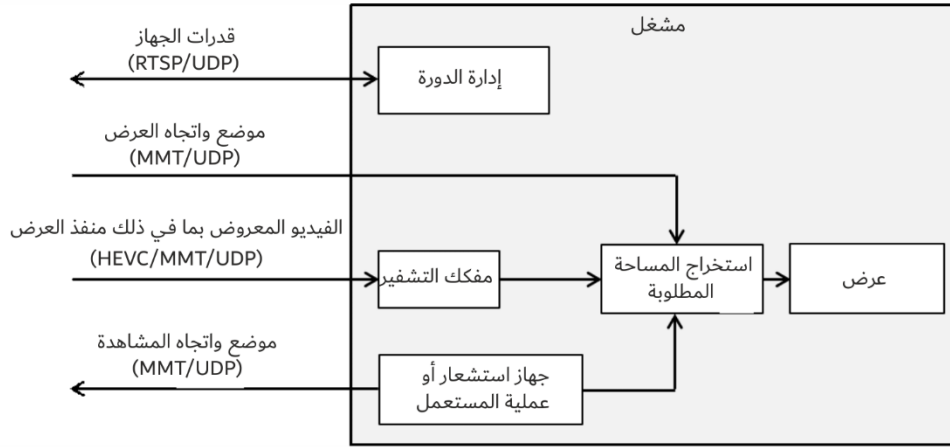 مشغل
قدرات الجهاز
(RTSP/UDP)
إدارة الدورة
موضع واتجاه العرض
(MMT/UDP)
الفيديو المعروض بما في ذلك منفذ العرض
(HEVC/MMT/UDP)
مفكك التشفير
استخراج المساحة
المطلوبة
عرض
موضع واتجاه المشاهدة
(MMT/UDP)
جهاز استشعار أو
عملية المستعمل